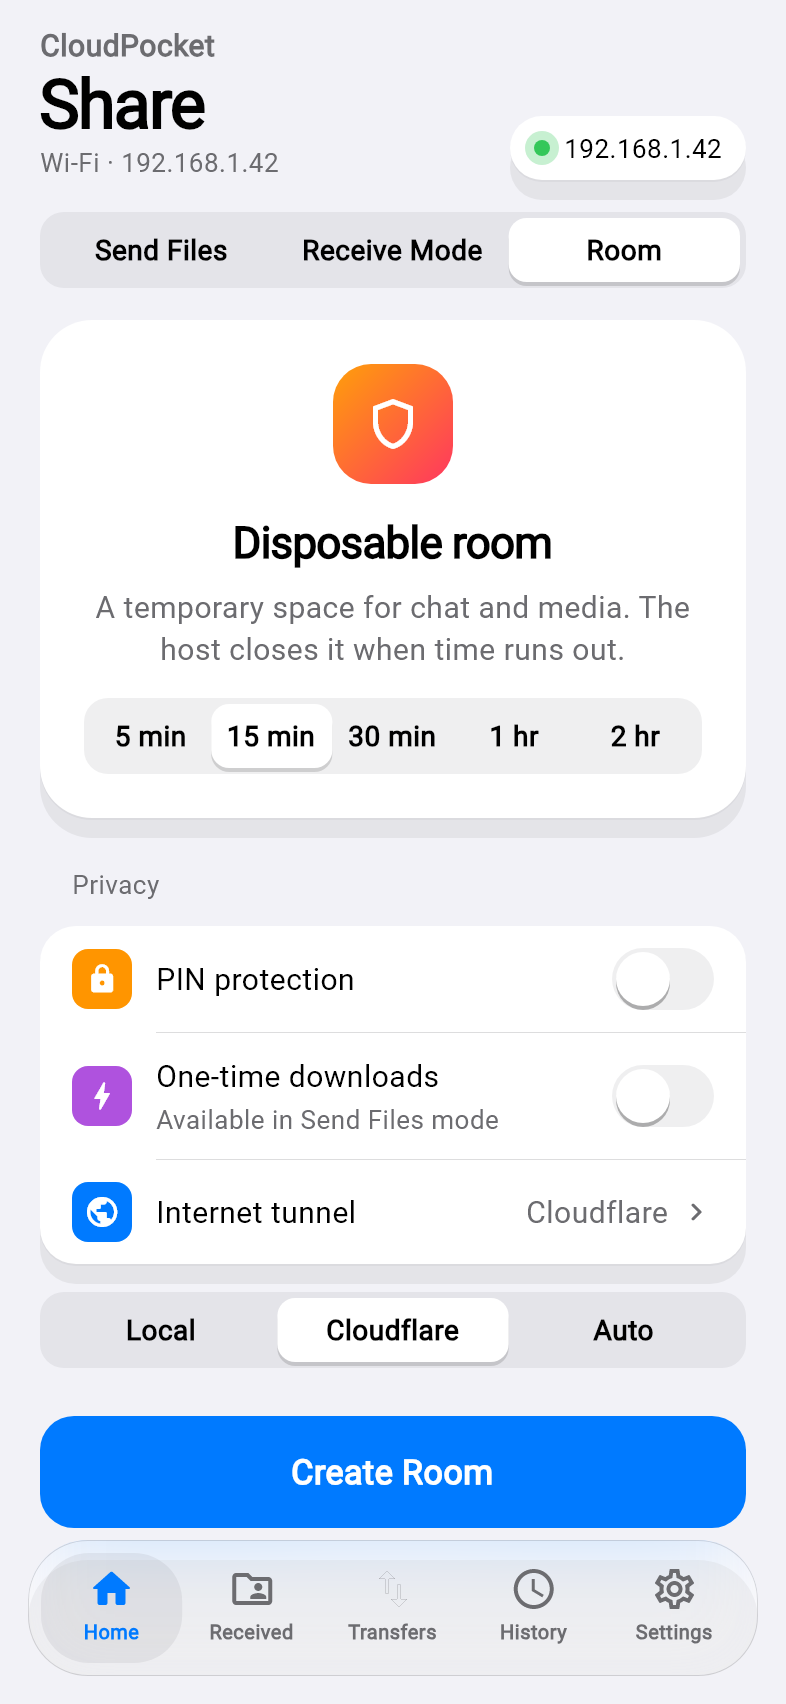 CloudPocket
Share
Wi-Fi · 192.168.1.42
192.168.1.42
Send Files
Receive Mode
Room
Disposable room
A temporary space for chat and media. The
host closes it when time runs out.
5 min
15 min
30 min
1 hr
2 hr
Privacy
PIN protection
One-time downloads
Available in Send Files mode
Internet tunnel
Cloudflare
Local
Cloudflare
Auto
Create Room
Home
Received
Transfers
History
Settings